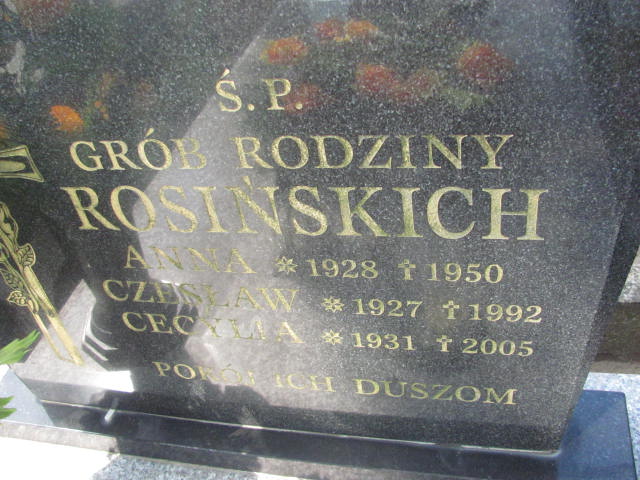 Ś. P.
GRÓB RODZINY
ROSIŃSKICH
ANNA * 1928 † 1950
CZESŁAW * 1927 † 1992
CECYLIA * 1931 † 2005
POKÓJ ICH DUSZOM